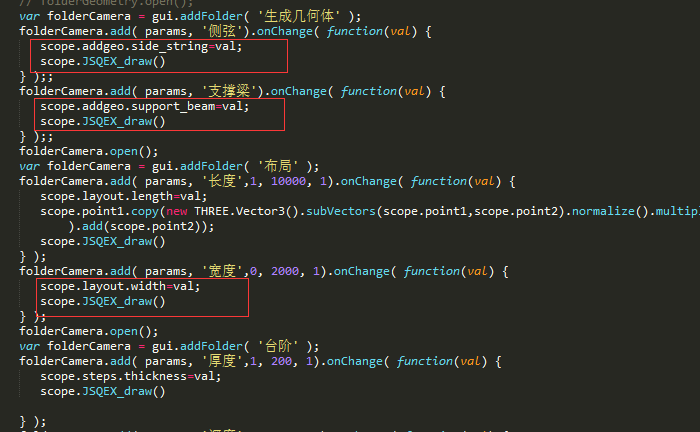 // folderGeometry.open();
var folderCamera = gui.addFolder( '生成几何体' );
folderCamera.add( params, '侧弦').onChange( function(val) {
scope.addgeo.side_string=val;
scope.JSQEX_draw()
} );;
folderCamera.add( params, '支撑梁').onChange( function(val) {
scope.addgeo.support_beam=val;
scope.JSQEX_draw()
} );;
folderCamera.open();
var folderCamera = gui.addFolder( '布局' );
folderCamera.add( params, '长度',1, 10000, 1).onChange( function(val) {
scope.layout.length=val;
scope.point1.copy(new THREE.Vector3().subVectors(scope.point1,scope.point2).normalize().multipl
).add(scope.point2));
scope.JSQEX_draw()
} );
folderCamera.add( params, '宽度',0, 2000, 1).onChange( function(val) {
scope.layout.width=val;
scope.JSQEX_draw()
} );
folderCamera.open();
var folderCamera = gui.addFolder( '台阶' );
folderCamera.add( params, '厚度',1, 200, 1).onChange( function(val) {
scope.steps.thickness=val;
scope.JSQEX_draw()
} );